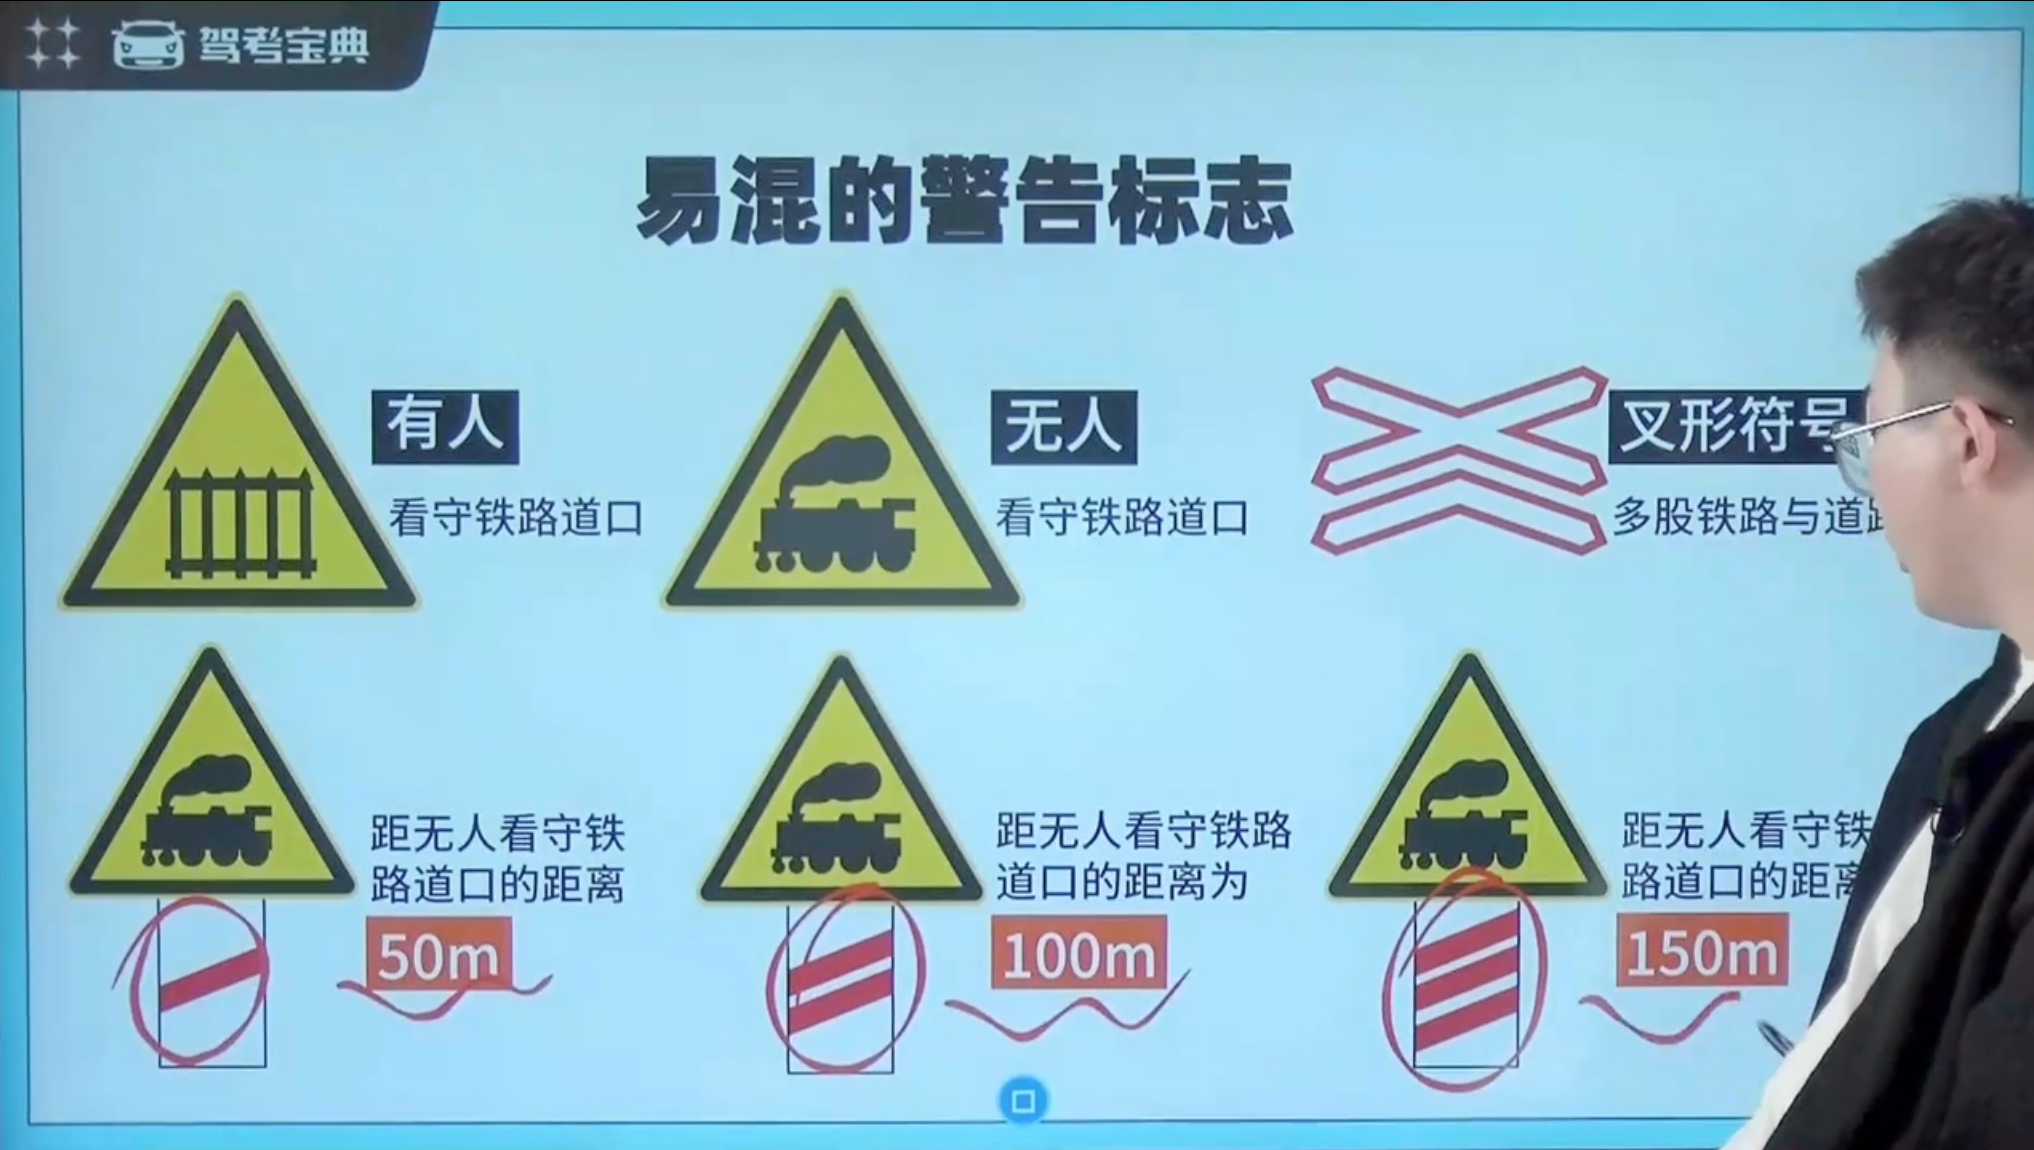 驾考宝典
易混的警告标志
有人
看守铁路道口
无人
看守铁路道口
叉形符号
多股铁路与道路
距无人看守铁
路道口的距离
50m
距无人看守铁路
道口的距离为
100m
距无人看守铁
路道口的距离
150m